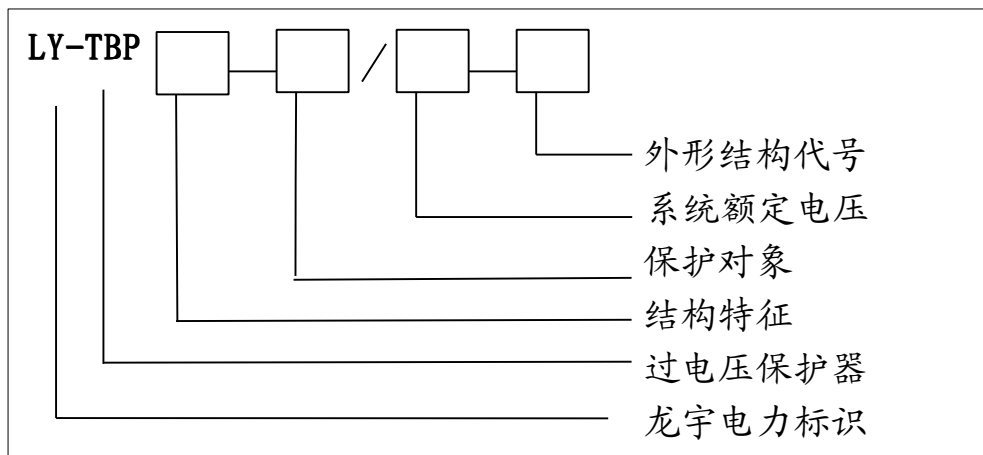 LY-TBP□-□/□-□
外形结构代号
系统额定电压
保护对象
结构特征
过电压保护器
龙宇电力标识